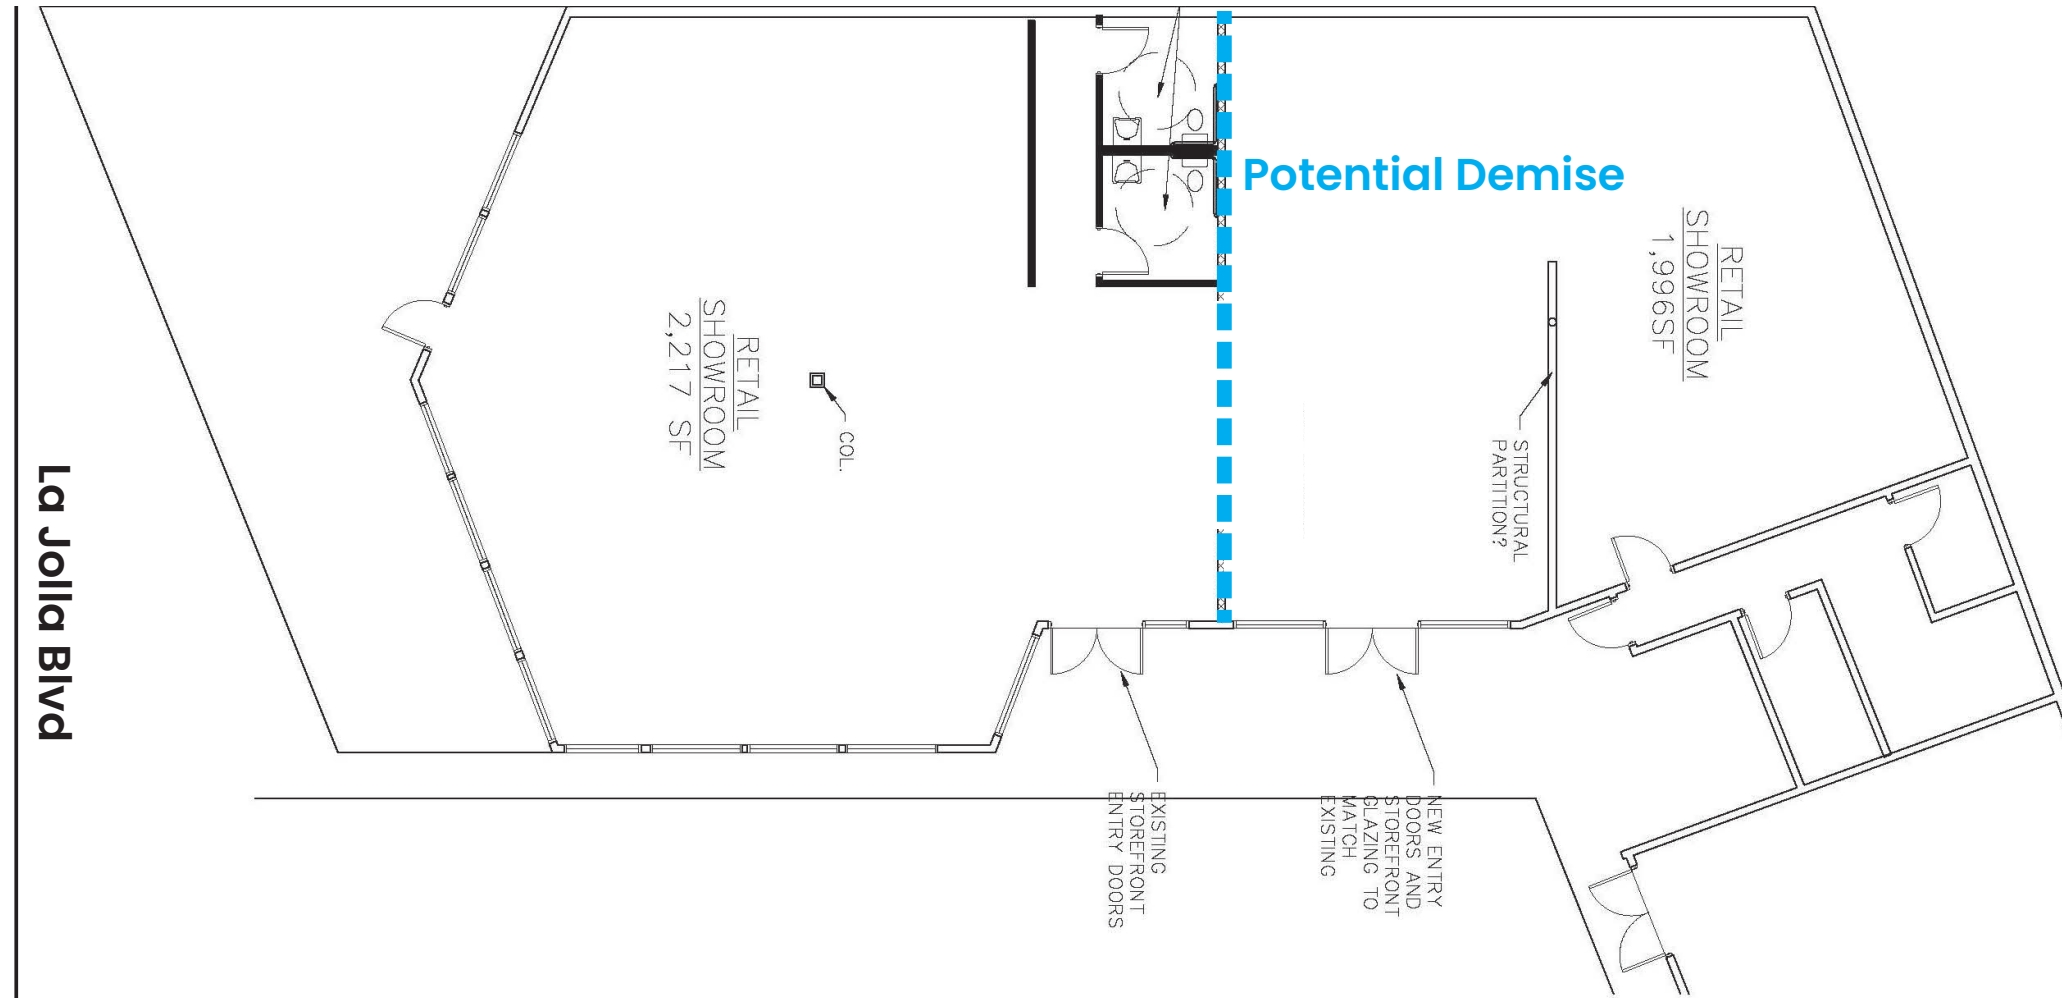 Potential Demise
RETAIL
SHOWROOM
1,996SF
RETAIL
SHOWROOM
2,217 SF
COL.
STRUCTURAL
PARTITION?
La Jolla Blvd
EXISTING
STOREFRONT
ENTRY DOORS
NEW ENTRY
DOORS AND
STOREFRONT
GLAZING TO
MATCH
EXISTING